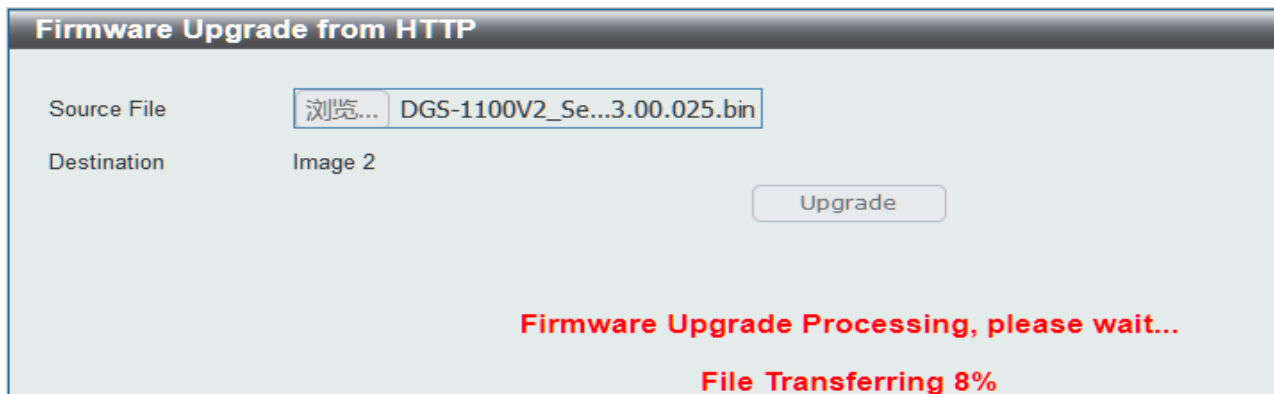 Firmware Upgrade from HTTP
Source File 浏览... DGS-1100V2_Se...3.00.025.bin
Destination Image 2
Upgrade
Firmware Upgrade Processing, please wait...
File Transferring 8%